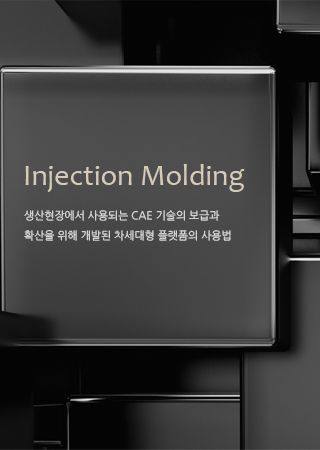 Injection Molding
생산현장에서 사용되는 CAE 기술의 보급과
확산을 위해 개발된 차세대형 플랫폼의 사용법